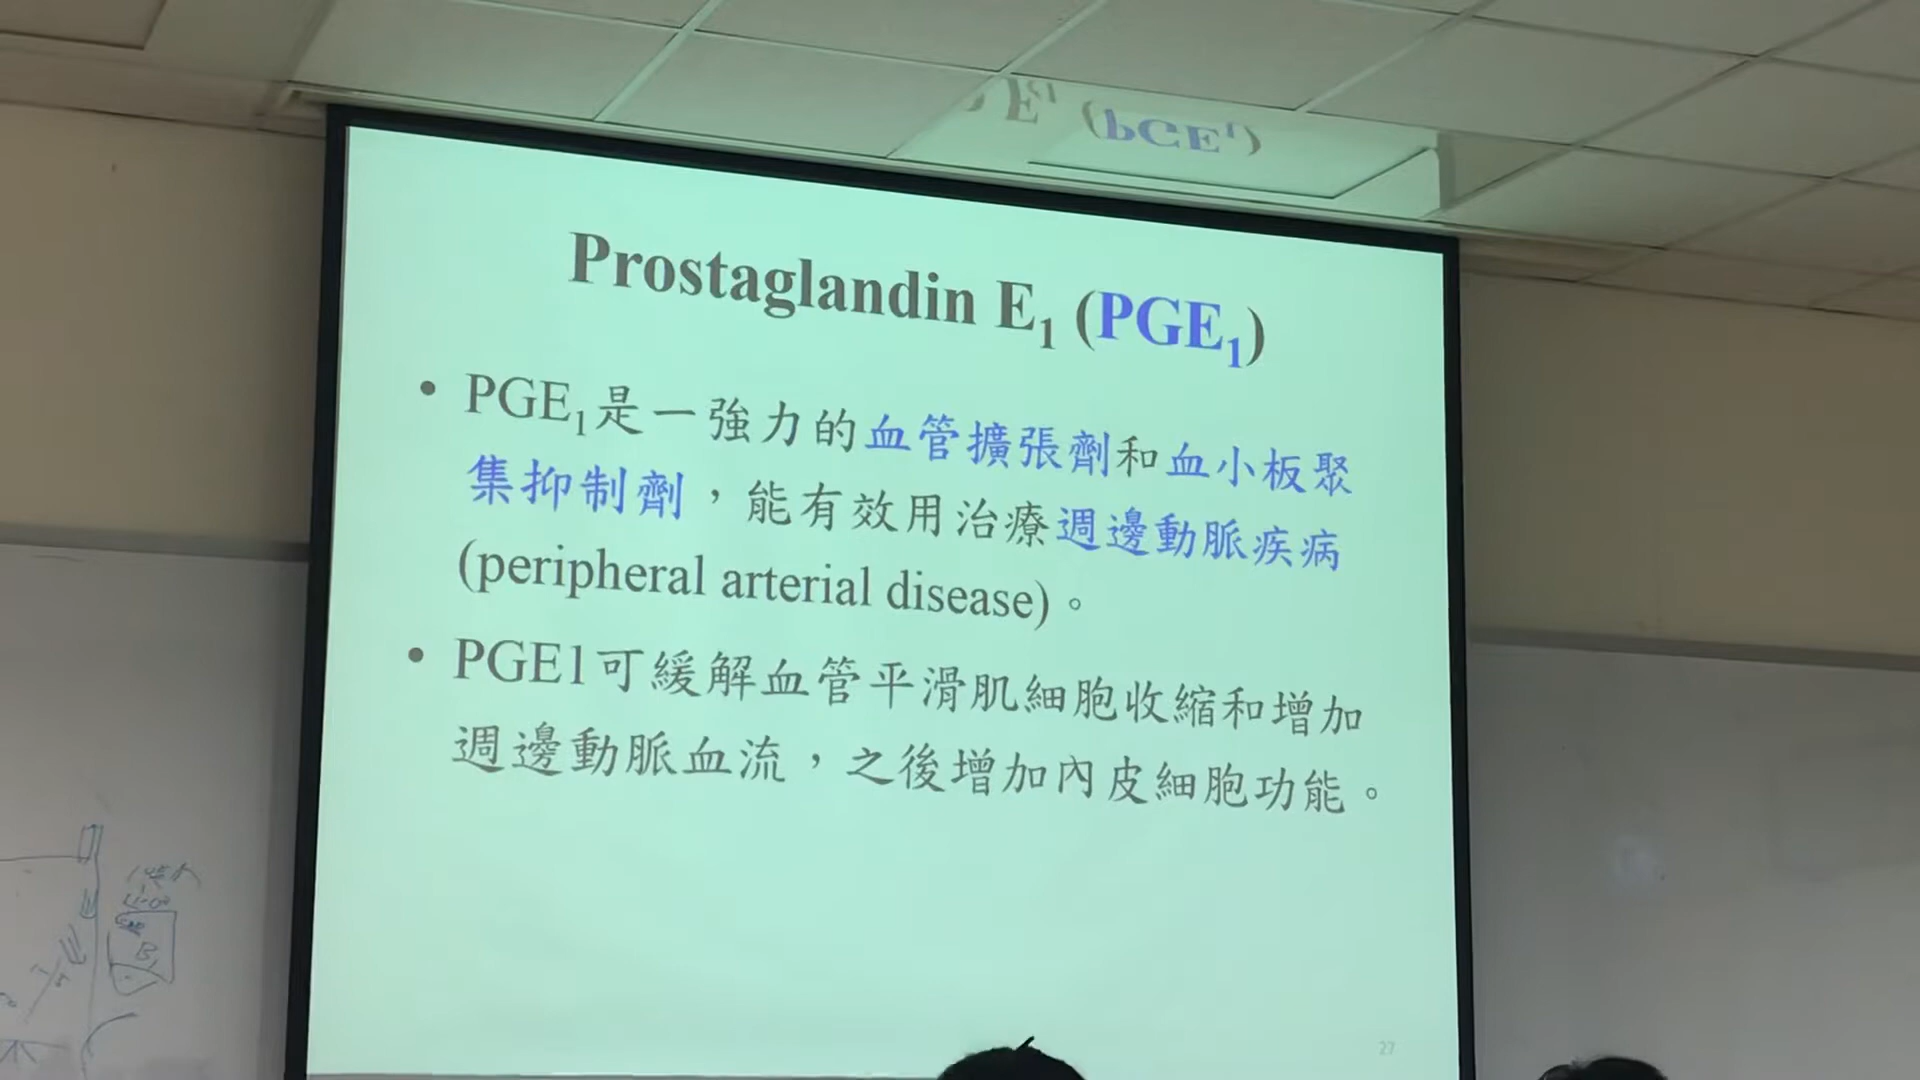 Prostaglandin E₁ (PGE₁)
• PGE₁是一強力的血管擴張劑和血小板聚
集抑制劑，能有效用治療週邊動脈疾病
(peripheral arterial disease)。
• PGE1可緩解血管平滑肌細胞收縮和增加
週邊動脈血流，之後增加內皮細胞功能。
27